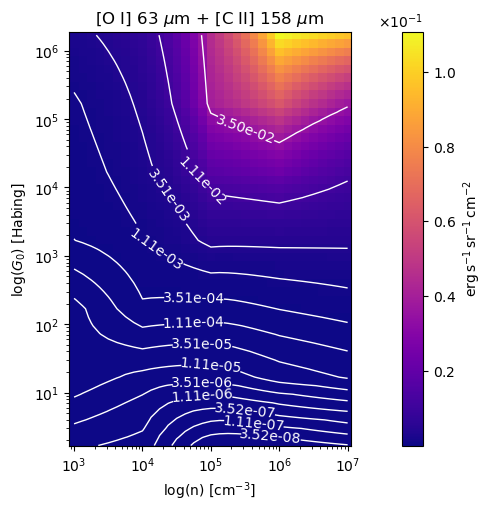 [O I] 63 μm + [C II] 158 μm
×10⁻¹
10⁶
10⁵
10⁴
10³
10²
10¹
log(G₀) [Habing]
3.50e-02
1.11e-02
3.51e-03
1.11e-03
3.51e-04
1.11e-04
3.51e-05
1.11e-05
3.51e-06
1.11e-06
3.52e-07
1.11e-07
3.52e-08
10³
10⁴
10⁵
10⁶
10⁷
log(n) [cm⁻³]
1.0
0.8
0.6
0.4
0.2
erg s⁻¹ sr⁻¹ cm⁻²